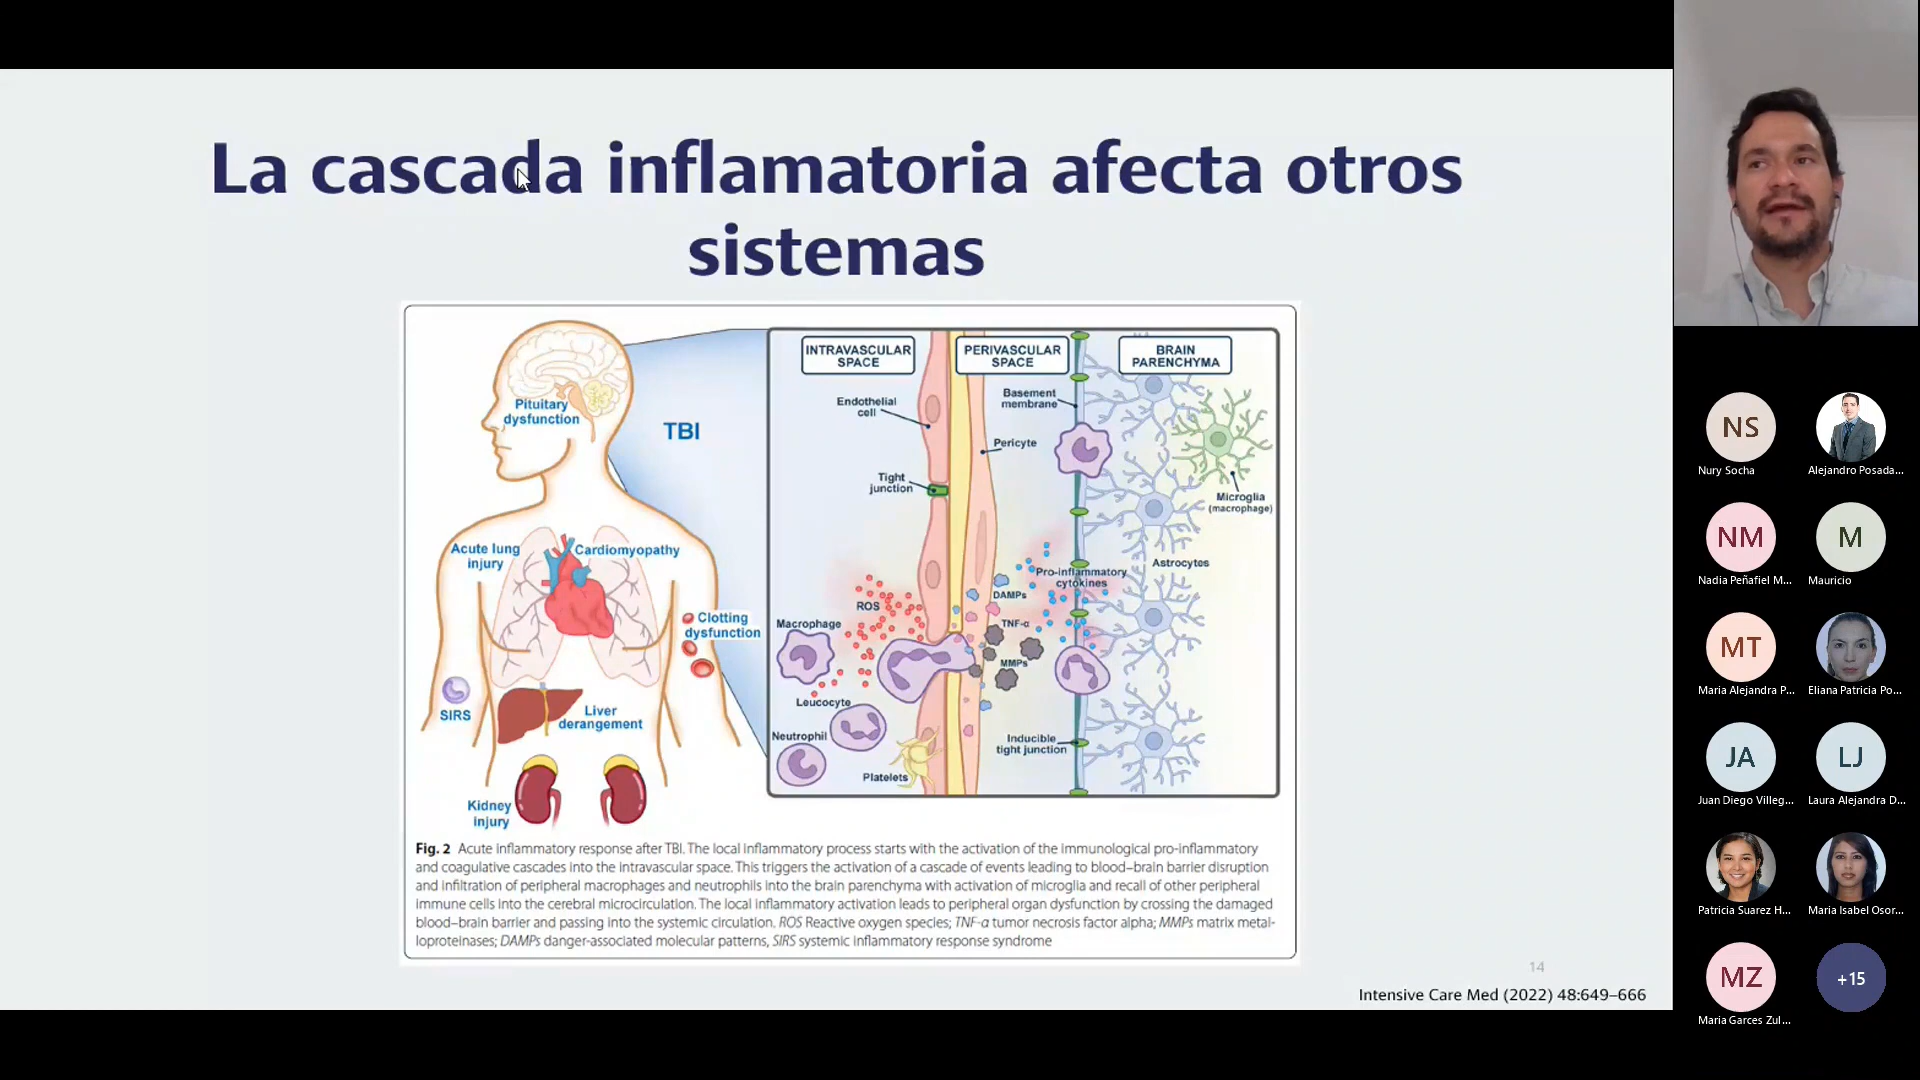 La cascada inflamatoria afecta otros
sistemas
Pituitary
dysfunction
TBI
Acute lung
injury
Cardiomyopathy
Clotting
dysfunction
SIRS
Liver
derangement
Kidney
injury
INTRAVASCULAR
SPACE
PERIVASCULAR
SPACE
BRAIN
PARENCHYMA
Endothelial
cell
Basement
membrane
Pericyte
Tight
junction
Microglia
(macrophage)
Astrocytes
Pro-inflammatory
cytokines
DAMPs
ROS
TNF-α
Macrophage
MMPs
Leucocyte
Neutrophil
Inducible
tight junction
Platelets
Fig. 2 Acute inflammatory response after TBI. The local inflammatory process starts with the activation of the immunological pro-inflammatory
and coagulative cascades into the intravascular space. This triggers the activation of a cascade of events leading to blood–brain barrier disruption
and infiltration of peripheral macrophages and neutrophils into the brain parenchyma with activation of microglia and recall of other peripheral
immune cells into the cerebral microcirculation. The local inflammatory activation leads to peripheral organ dysfunction by crossing the damaged
blood–brain barrier and passing into the systemic circulation. ROS Reactive oxygen species; TNF-α tumor necrosis factor alpha; MMPs matrix metal-
loproteinases; DAMPs danger-associated molecular patterns, SIRS systemic inflammatory response syndrome
14
Intensive Care Med (2022) 48:649–666
NS
Nury Socha
Alejandro Posada...
NM
Nadia Peñafiel M...
M
Mauricio
MT
Maria Alejandra P...
Eliana Patricia Po...
JA
Juan Diego Villeg...
LJ
Laura Alejandra D...
Patricia Suarez H...
Maria Isabel Osor...
MZ
Maria Garces Zul...
+15